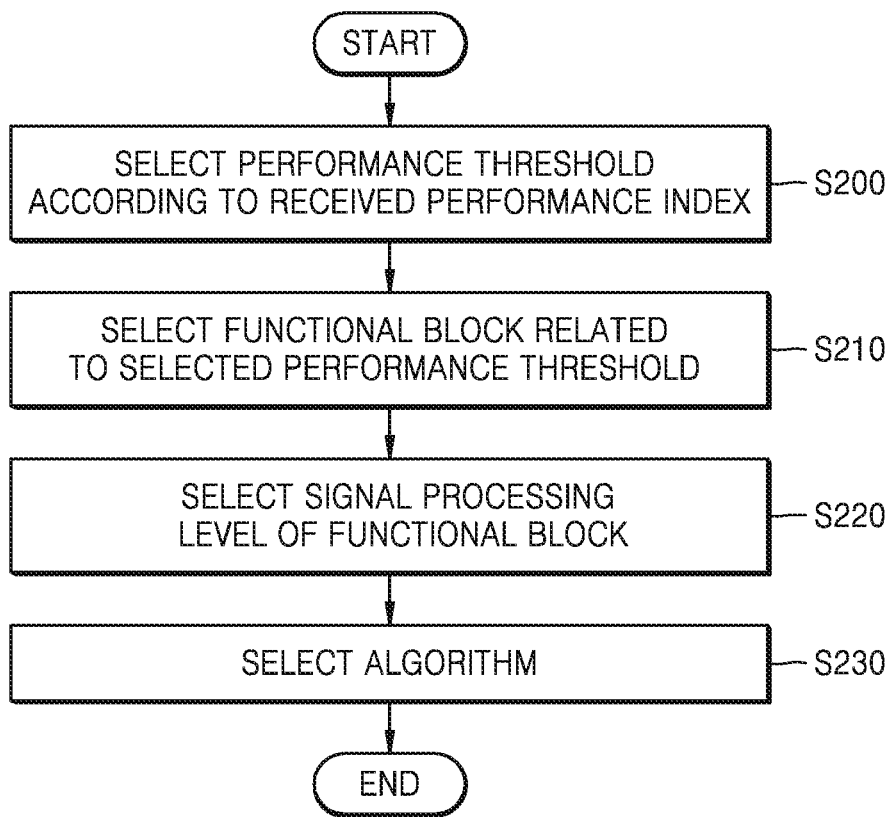 START
SELECT PERFORMANCE THRESHOLD
ACCORDING TO RECEIVED PERFORMANCE INDEX
S200
SELECT FUNCTIONAL BLOCK RELATED
TO SELECTED PERFORMANCE THRESHOLD
S210
SELECT SIGNAL PROCESSING
LEVEL OF FUNCTIONAL BLOCK
S220
SELECT ALGORITHM
S230
END